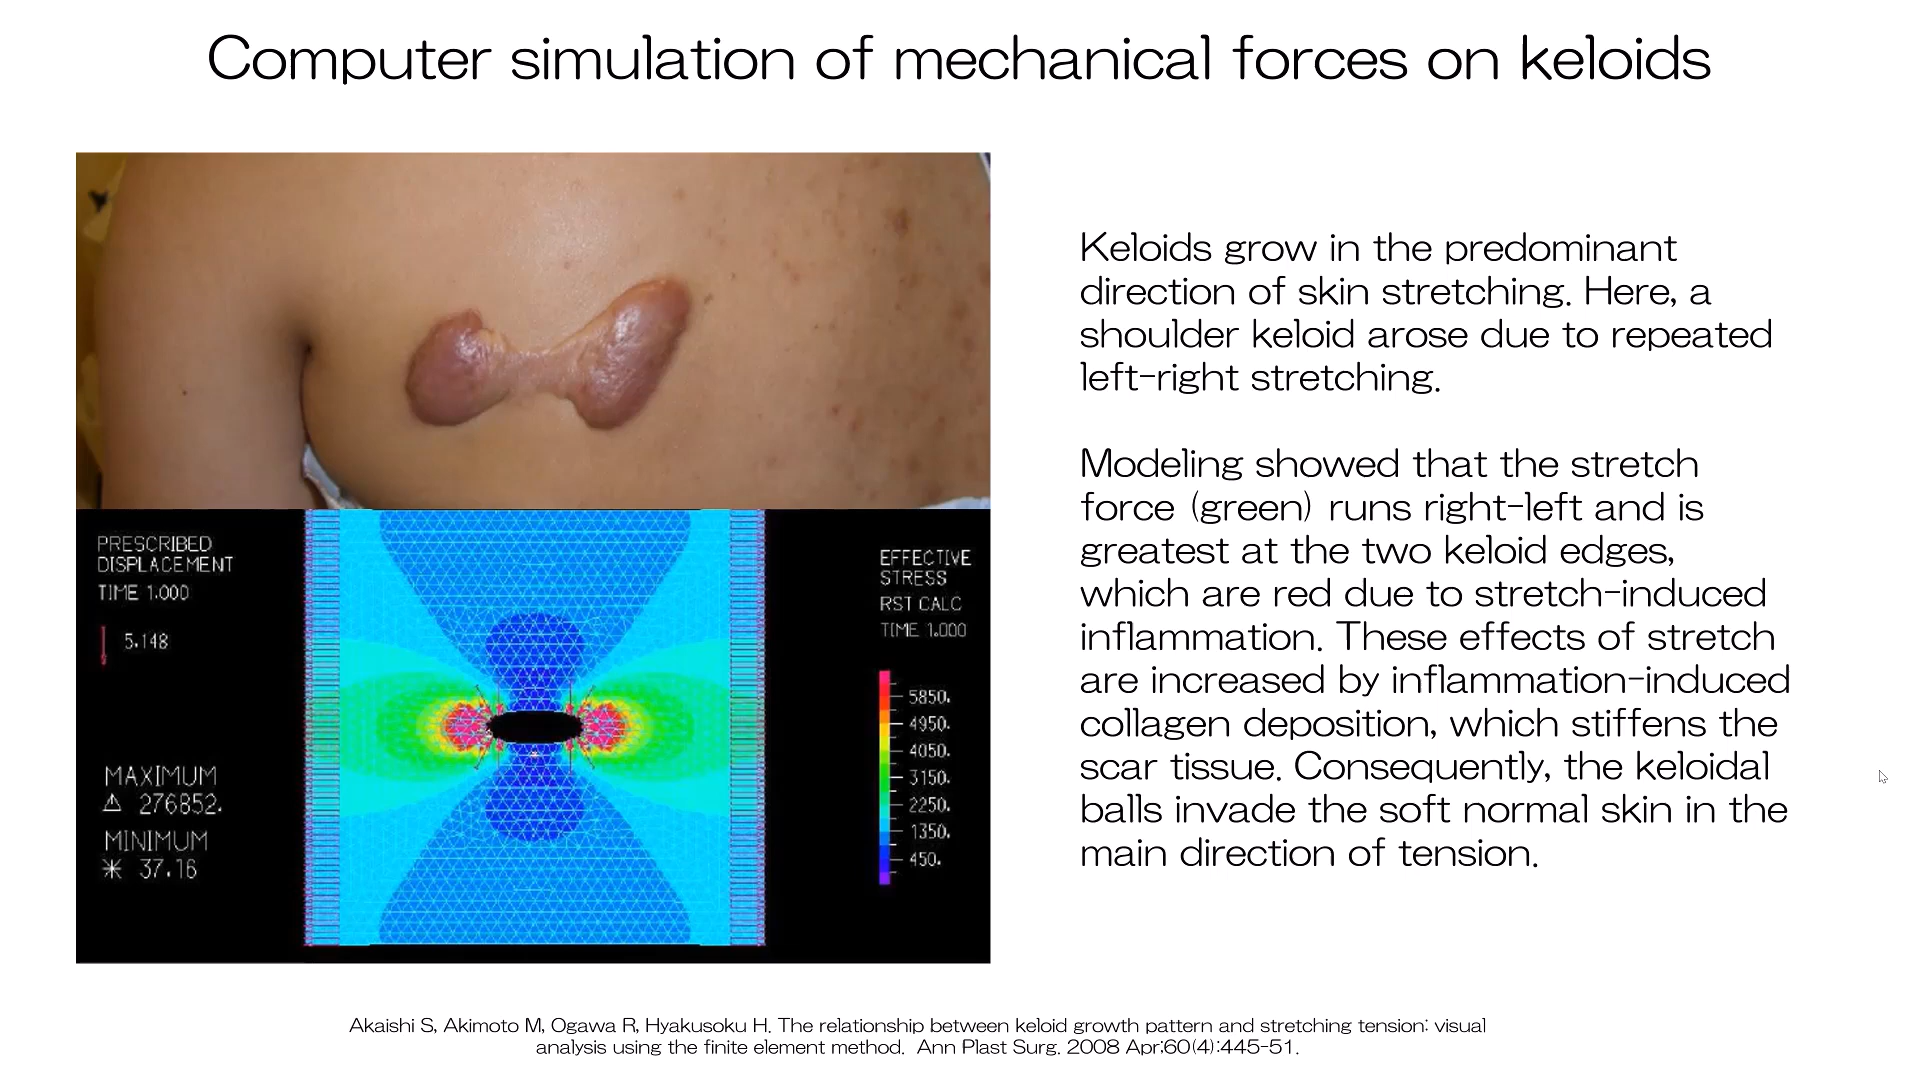 Computer simulation of mechanical forces on keloids
Keloids grow in the predominant
direction of skin stretching. Here, a
shoulder keloid arose due to repeated
left-right stretching.
Modeling showed that the stretch
force (green) runs right-left and is
greatest at the two keloid edges,
which are red due to stretch-induced
inflammation. These effects of stretch
are increased by inflammation-induced
collagen deposition, which stiffens the
scar tissue. Consequently, the keloidal
balls invade the soft normal skin in the
main direction of tension.
PRESCRIBED
DISPLACEMENT
TIME 1.000
5.148
MAXIMUM
276852.
MINIMUM
37.16
EFFECTIVE
STRESS
RST CALC
TIME 1.000
5850.
4950.
4050.
3150.
2250.
1350.
450.
Akaishi S, Akimoto M, Ogawa R, Hyakusoku H. The relationship between keloid growth pattern and stretching tension: visual
analysis using the finite element method. Ann Plast Surg. 2008 Apr;60(4):445-51.